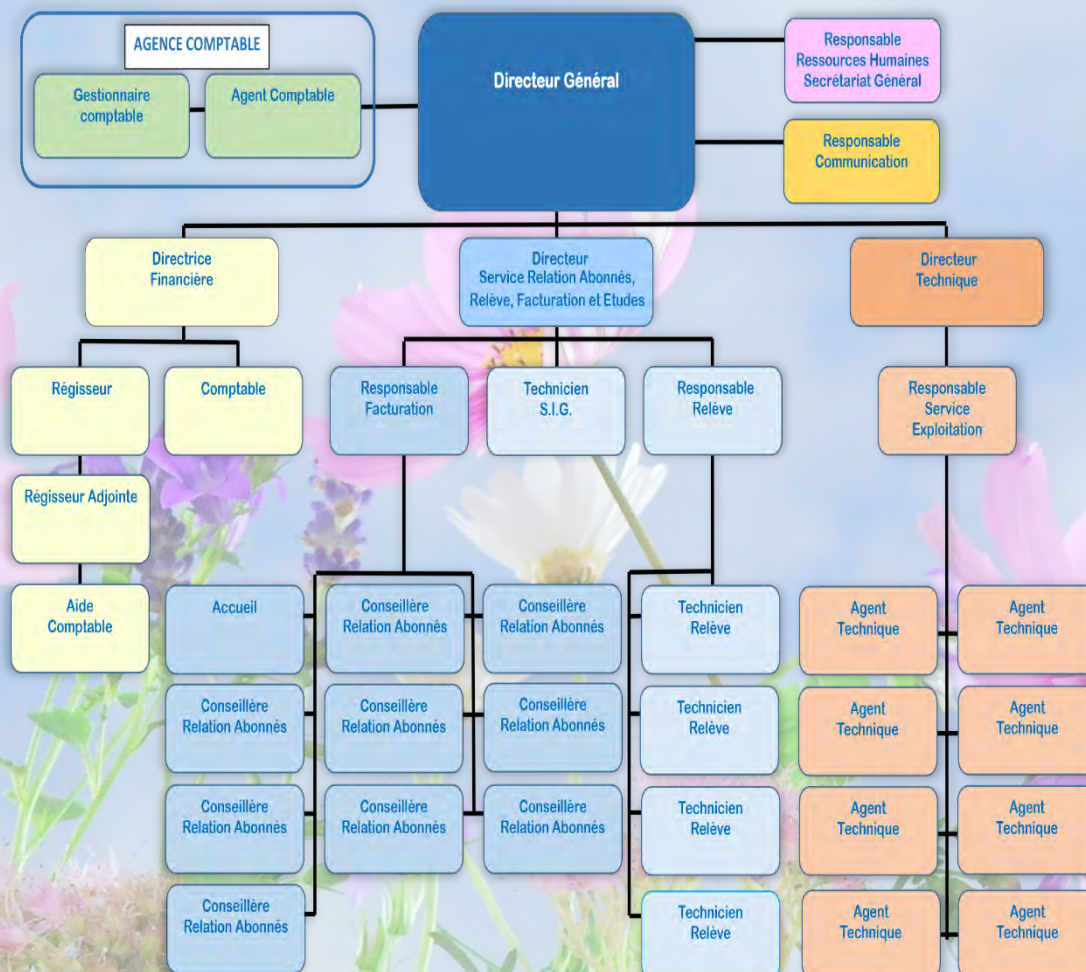 AGENCE COMPTABLE
Gestionnaire
comptable
Agent Comptable
Directeur Général
Responsable
Ressources Humaines
Secrétariat Général
Responsable
Communication
Directrice
Financière
Directeur
Service Relation Abonnés,
Relève, Facturation et Etudes
Directeur
Technique
Régisseur
Comptable
Responsable
Facturation
Technicien
S.I.G.
Responsable
Relève
Responsable
Service
Exploitation
Régisseur Adjointe
Aide
Comptable
Accueil
Conseillère
Relation Abonnés
Conseillère
Relation Abonnés
Technicien
Relève
Agent
Technique
Agent
Technique
Conseillère
Relation Abonnés
Conseillère
Relation Abonnés
Conseillère
Relation Abonnés
Technicien
Relève
Agent
Technique
Agent
Technique
Conseillère
Relation Abonnés
Conseillère
Relation Abonnés
Conseillère
Relation Abonnés
Technicien
Relève
Agent
Technique
Agent
Technique
Conseillère
Relation Abonnés
Technicien
Relève
Agent
Technique
Agent
Technique